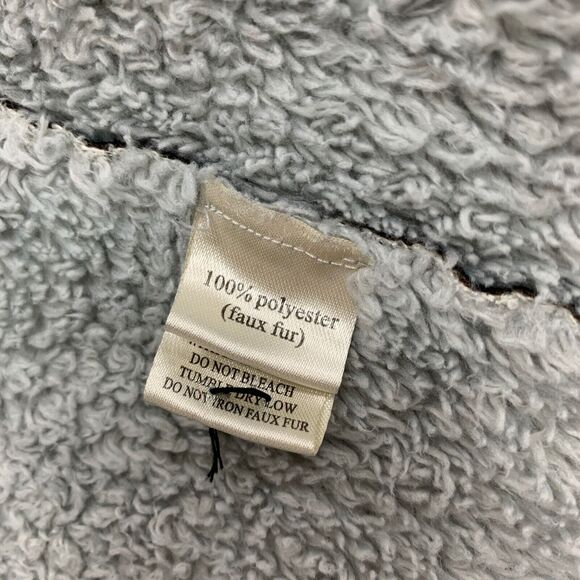 100% polyester
(faux fur)
DO NOT BLEACH
TUMBLE DRY LOW
DO NOT IRON FAUX FUR